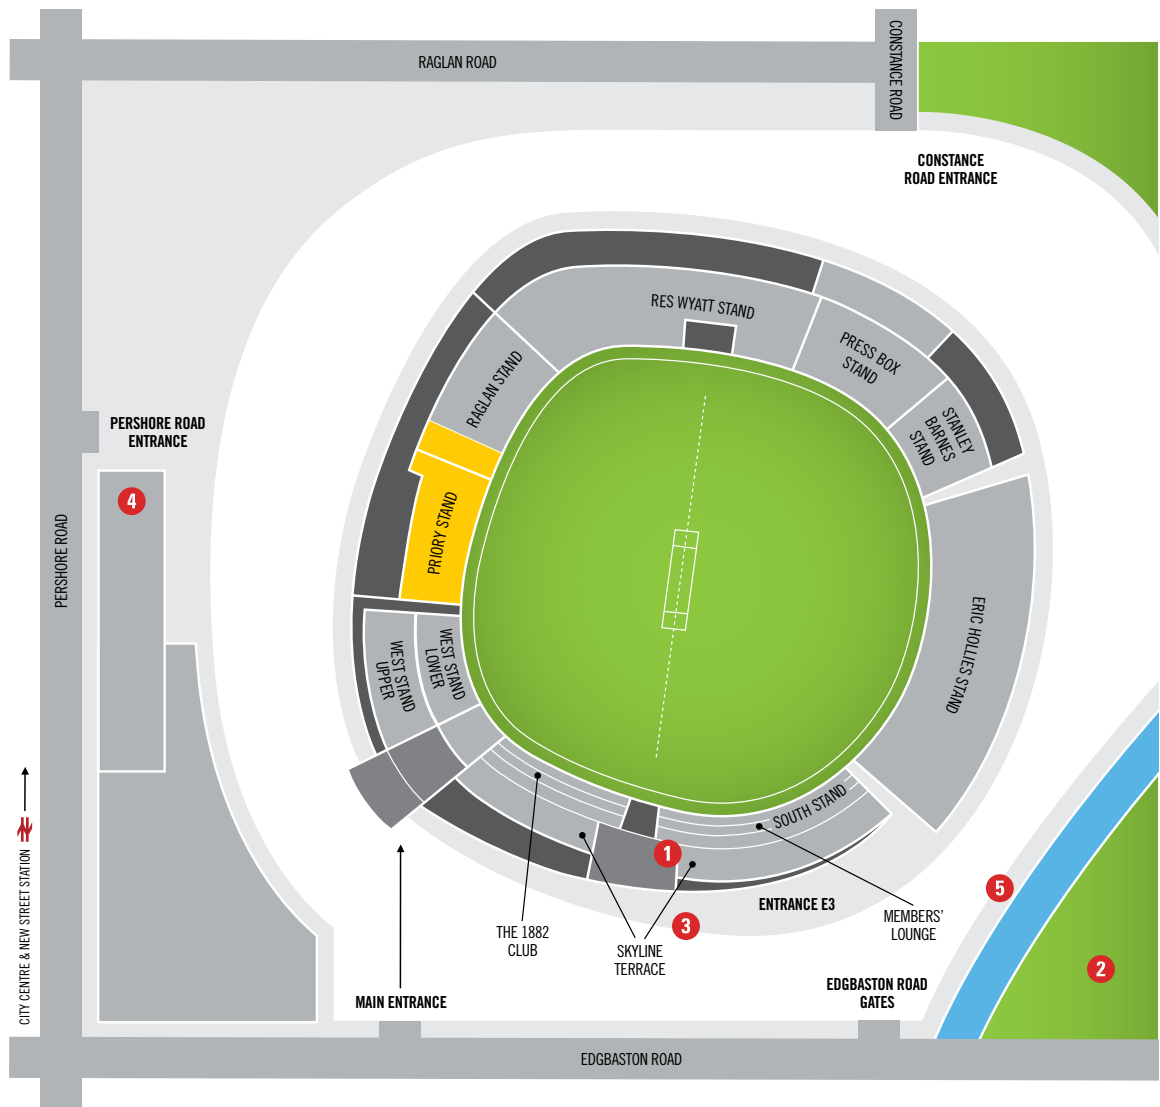 RAGLAN ROAD
CONSTANCE ROAD
CONSTANCE
ROAD ENTRANCE
RES WYATT STAND
PRESS BOX
STAND
RAGLAN STAND
STANLEY
BARNES
STAND
PERSHORE ROAD
ENTRANCE
4
PRIORY STAND
PERSHORE ROAD
ERIC HOLLIES STAND
WEST STAND
UPPER
WEST STAND
LOWER
SOUTH STAND
1
CITY CENTRE & NEW STREET STATION
5
ENTRANCE E3
MEMBERS'
LOUNGE
3
THE 1882
CLUB
SKYLINE
TERRACE
2
MAIN ENTRANCE
EDGBASTON ROAD
GATES
EDGBASTON ROAD